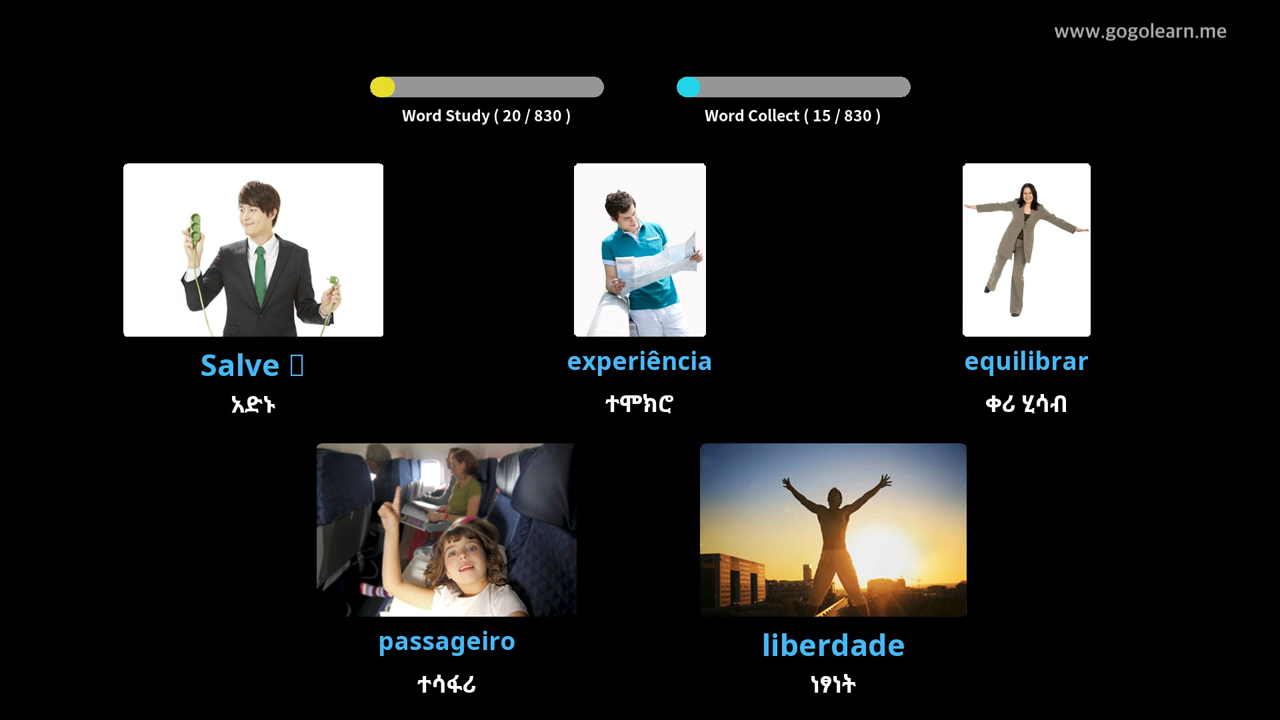 www.gogolearn.me
Word Study ( 20 / 830 )
Word Collect ( 15 / 830 )
Salve
አድኑ
experiência
ተሞክሮ
equilibrar
ቀሪ ሂሳብ
passageiro
ተሳፋሪ
liberdade
ነፃነት